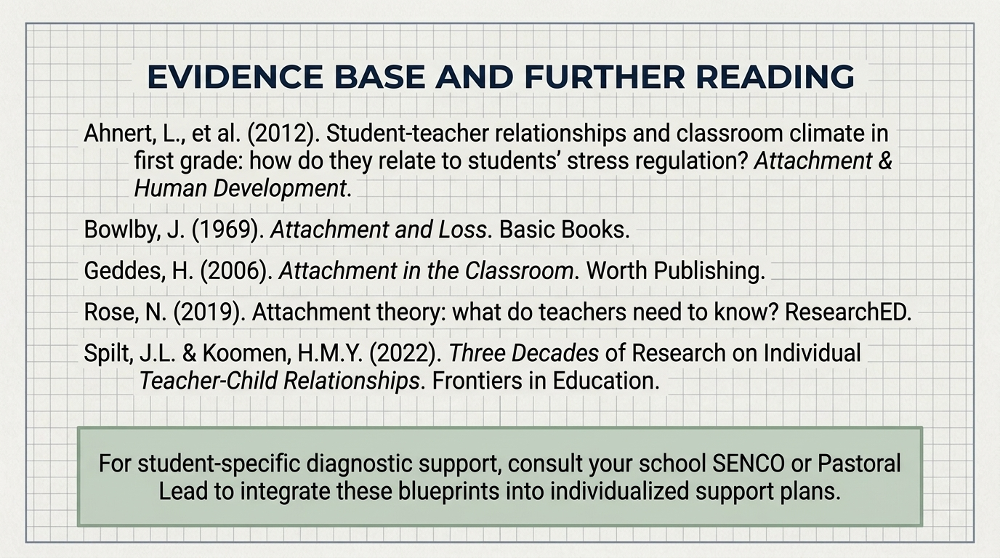 EVIDENCE BASE AND FURTHER READING
Ahnert, L., et al. (2012). Student-teacher relationships and classroom climate in
first grade: how do they relate to students’ stress regulation? Attachment &
Human Development.
Bowlby, J. (1969). Attachment and Loss. Basic Books.
Geddes, H. (2006). Attachment in the Classroom. Worth Publishing.
Rose, N. (2019). Attachment theory: what do teachers need to know? ResearchED.
Spilt, J.L. & Koomen, H.M.Y. (2022). Three Decades of Research on Individual
Teacher-Child Relationships. Frontiers in Education.
For student-specific diagnostic support, consult your school SENCO or Pastoral
Lead to integrate these blueprints into individualized support plans.